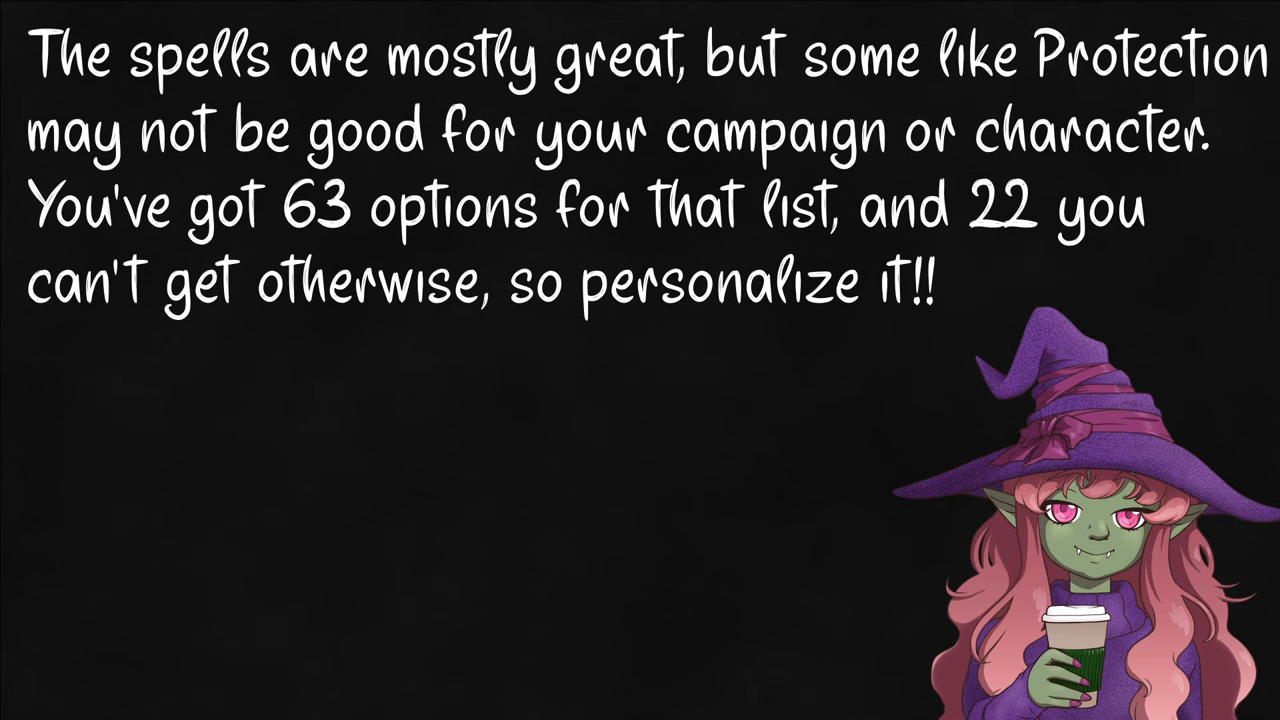 The spells are mostly great, but some like Protection
may not be good for your campaign or character.
You've got 63 options for that list, and 22 you
can't get otherwise, so personalize it!!